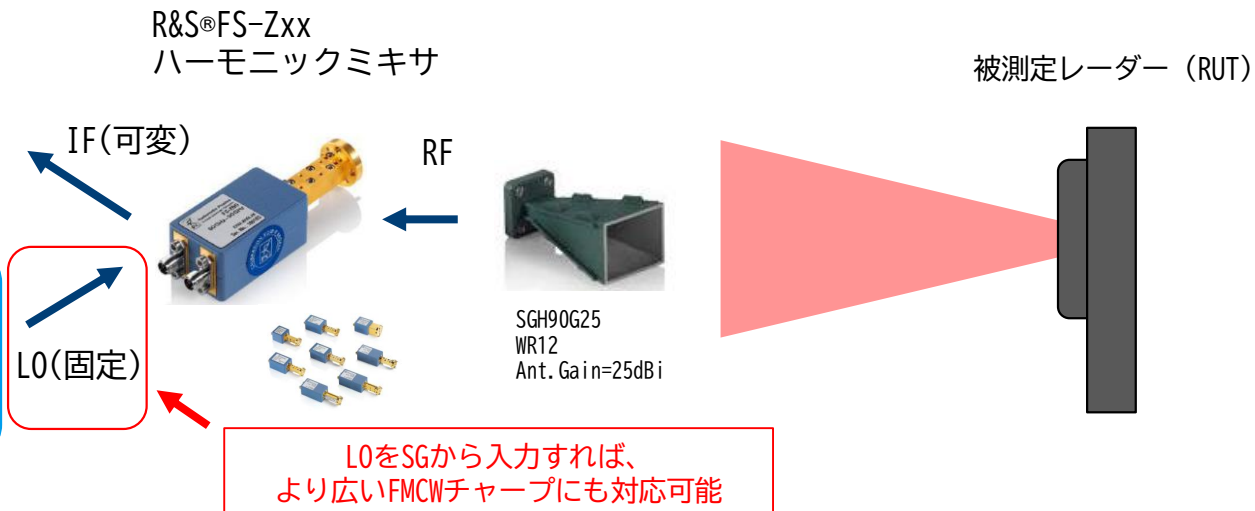 R&S®FS-Zxx
ハーモニックミキサ
被測定レーダー（RUT）
IF(可変)
RF
LO(固定)
SGH90G25
WR12
Ant.Gain=25dBi
LOをSGから入力すれば、
より広いFMCWチャープにも対応可能